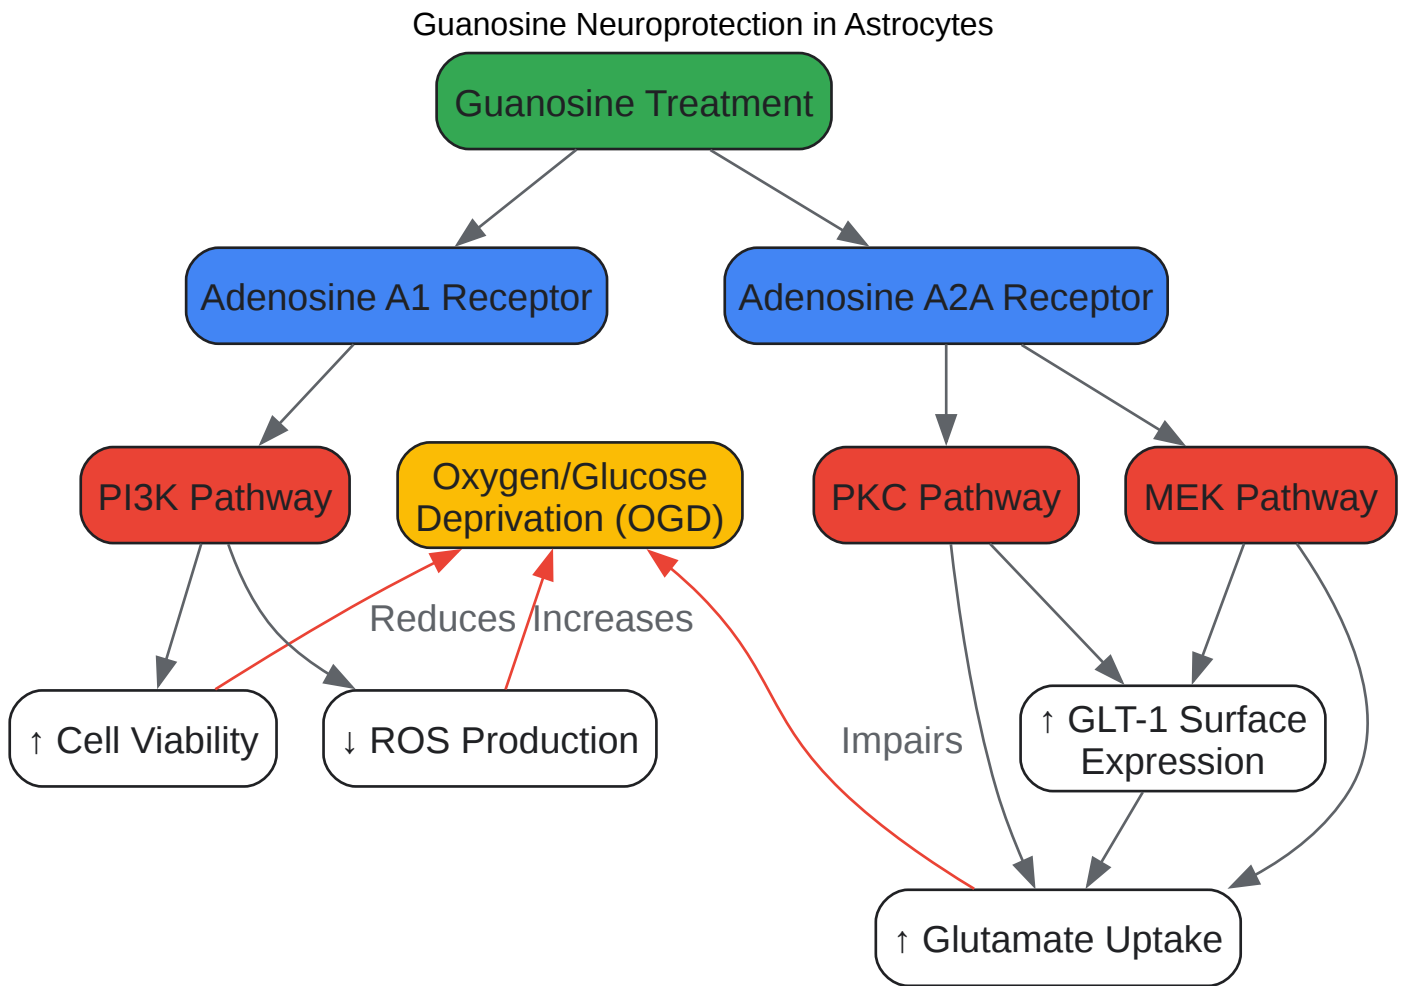 Guanosine Neuroprotection in Astrocytes
Guanosine Treatment
Adenosine A1 Receptor
Adenosine A2A Receptor
PI3K Pathway
Oxygen/Glucose
Deprivation (OGD)
PKC Pathway
MEK Pathway
Reduces
Increases
↑ Cell Viability
↓ ROS Production
Impairs
↑ GLT-1 Surface
Expression
↑ Glutamate Uptake